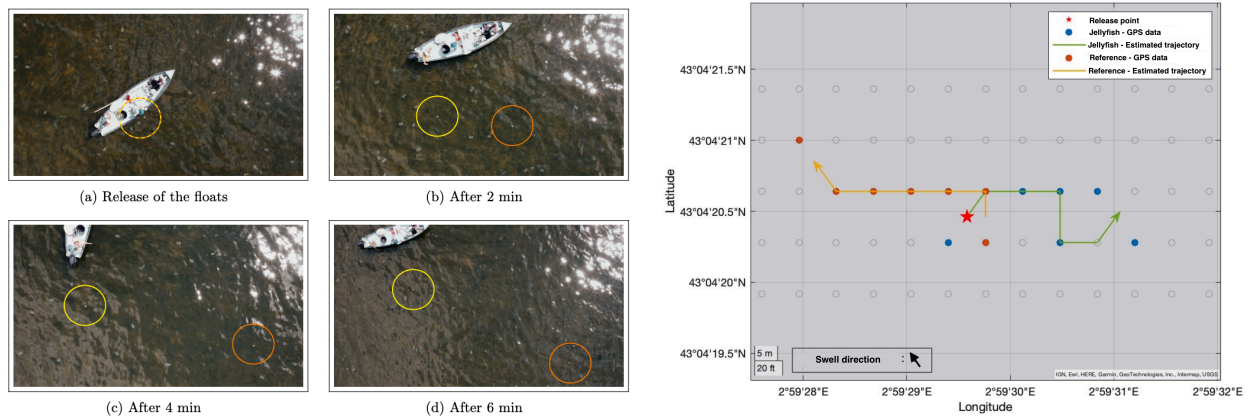 (a) Release of the floats
(b) After 2 min
(c) After 4 min
(d) After 6 min
Release point
Jellyfish - GPS data
Jellyfish - Estimated trajectory
Reference - GPS data
Reference - Estimated trajectory
43°04'21.5"N
43°04'21"N
43°04'20.5"N
43°04'20"N
43°04'19.5"N
Latitude
5 m
20 ft
Swell direction :
IGN, Esri, HERE, Garmin, GeoTechnologies, Inc., Intermap, USGS
2°59'28"E
2°59'29"E
2°59'30"E
2°59'31"E
Longitude